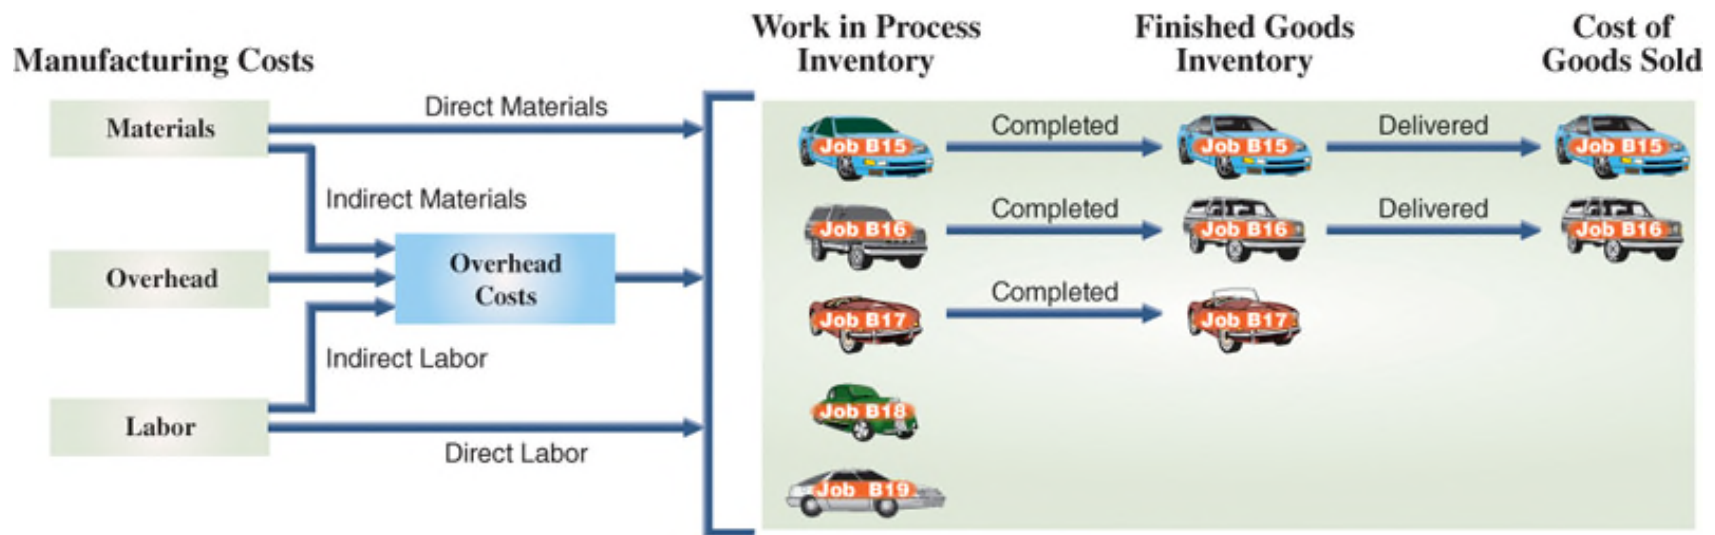 Manufacturing Costs
Work in Process
Inventory
Finished Goods
Inventory
Cost of
Goods Sold
Materials
Direct Materials
Indirect Materials
Overhead
Overhead
Costs
Indirect Labor
Labor
Direct Labor
Job B15
Completed
Job B15
Delivered
Job B15
Job B16
Completed
Job B16
Delivered
Job B16
Job B17
Completed
Job B17
Job B18
Job B19